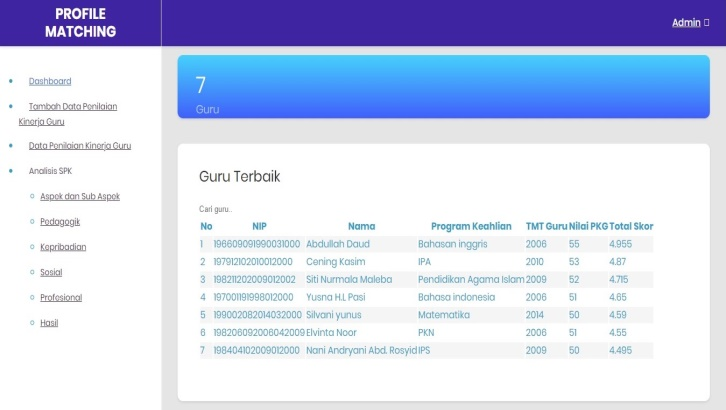 PROFILE
MATCHING
Admin
Dashboard
Tambah Data Penilaian
Kinerja Guru
Data Penilaian Kinerja Guru
Analisis SPK
Aspek dan Sub Aspek
Pedagogik
Kepribadian
Sosial
Profesional
Hasil
7
Guru
Guru Terbaik
Cari guru..
No NIP Nama Program Keahlian TMT Guru Nilai PKG Total Skor
1 196609091990031000 Abdullah Daud Bahasan inggris 2006 55 4.955
2 197912102010012000 Cening Kasim IPA 2010 53 4.87
3 198211202009012002 Siti Nurmala Maleba Pendidikan Agama Islam 2009 52 4.715
4 197001191998012000 Yusna H.L Pasi Bahasa indonesia 2006 51 4.65
5 199002082014032000 Silvani yunus Matematika 2014 50 4.59
6 198206092006042009 Elvinta Noor PKN 2006 51 4.55
7 198404102009012000 Nani Andryani Abd. Rosyid IPS 2009 50 4.495